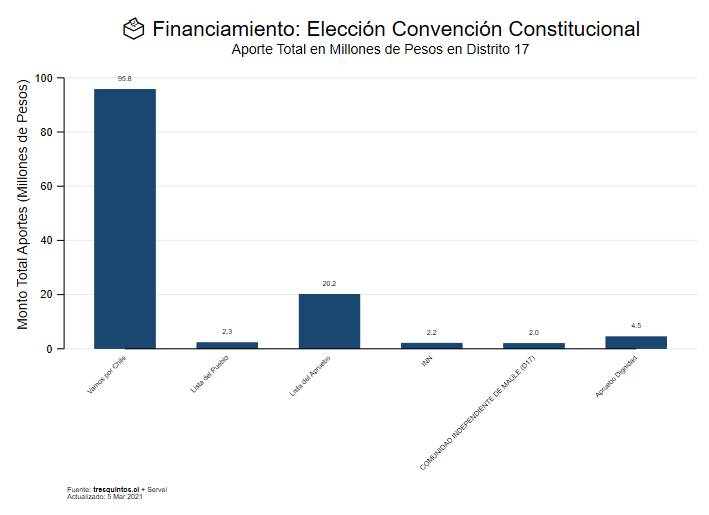 Financiamiento: Elección Convención Constitucional
Aporte Total en Millones de Pesos en Distrito 17
Monto Total Aportes (Millones de Pesos)
100
80
60
40
20
0
95.8
2.3
20.2
2.2
2.0
4.5
Vamos por Chile
Lista del Pueblo
Lista del Apruebo
INN
COMUNIDAD INDEPENDIENTE DE MAULE (D17)
Apruebo Dignidad
Fuente: tresquintos.cl + Servel
Actualizado: 5 Mar 2021